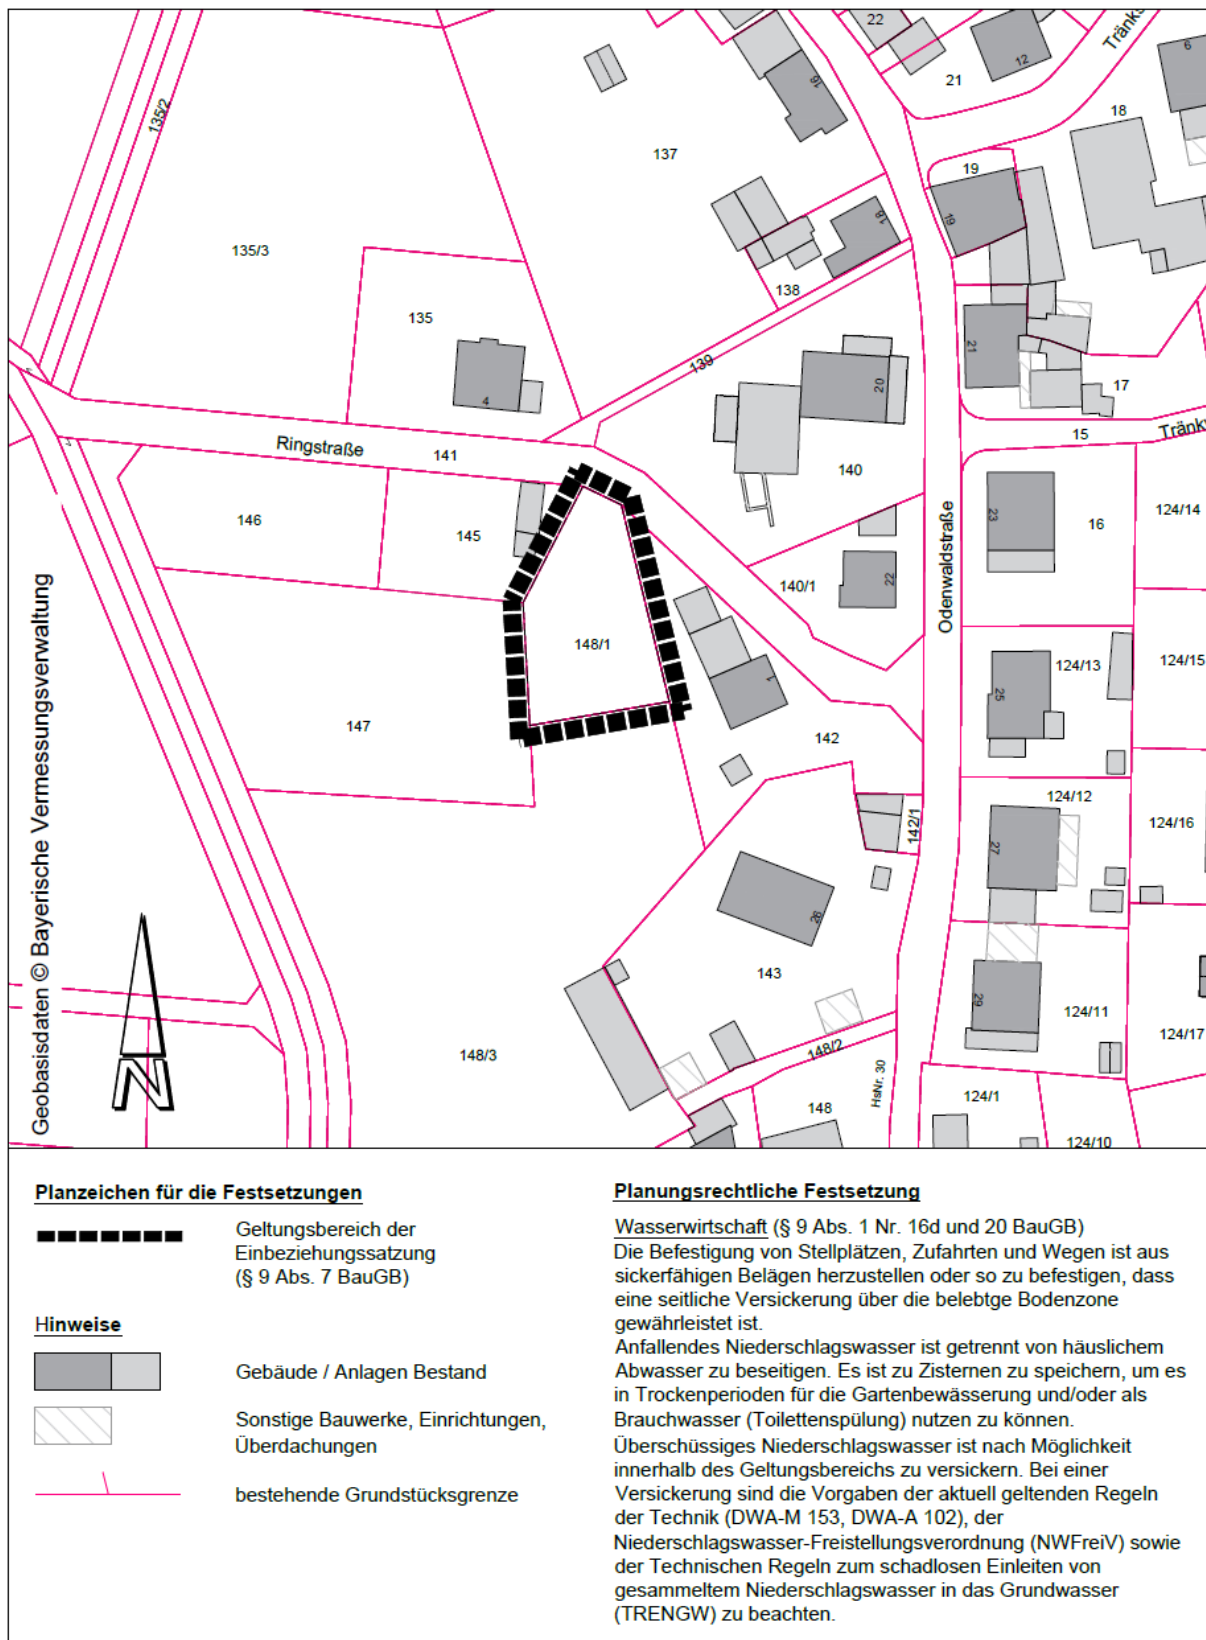 22
12
21
Tränks
6
16
18
135/2
137
19
19
18
135/3
138
135
21
139
20
17
4
15
Tränkv
Ringstraße
141
140
146
145
23
16
124/14
Odenwaldstraße
140/1
22
148/1
124/13
124/15
25
1
147
142
124/12
142/1
124/16
27
26
143
29
124/11
124/17
148/3
148/2
HsNr. 30
124/1
148
124/10
Geobasisdaten © Bayerische Vermessungsverwaltung
N
Planzeichen für die Festsetzungen
Geltungsbereich der
Einbeziehungssatzung
(§ 9 Abs. 7 BauGB)
Hinweise
Gebäude / Anlagen Bestand
Sonstige Bauwerke, Einrichtungen,
Überdachungen
bestehende Grundstücksgrenze
Planungsrechtliche Festsetzung
Wasserwirtschaft (§ 9 Abs. 1 Nr. 16d und 20 BauGB)
Die Befestigung von Stellplätzen, Zufahrten und Wegen ist aus
sickerfähigen Belägen herzustellen oder so zu befestigen, dass
eine seitliche Versickerung über die belebtge Bodenzone
gewährleistet ist.
Anfallendes Niederschlagswasser ist getrennt von häuslichem
Abwasser zu beseitigen. Es ist zu Zisternen zu speichern, um es
in Trockenperioden für die Gartenbewässerung und/oder als
Brauchwasser (Toilettenspülung) nutzen zu können.
Überschüssiges Niederschlagswasser ist nach Möglichkeit
innerhalb des Geltungsbereichs zu versickern. Bei einer
Versickerung sind die Vorgaben der aktuell geltenden Regeln
der Technik (DWA-M 153, DWA-A 102), der
Niederschlagswasser-Freistellungsverordnung (NWFreiV) sowie
der Technischen Regeln zum schadlosen Einleiten von
gesammeltem Niederschlagswasser in das Grundwasser
(TRENGW) zu beachten.